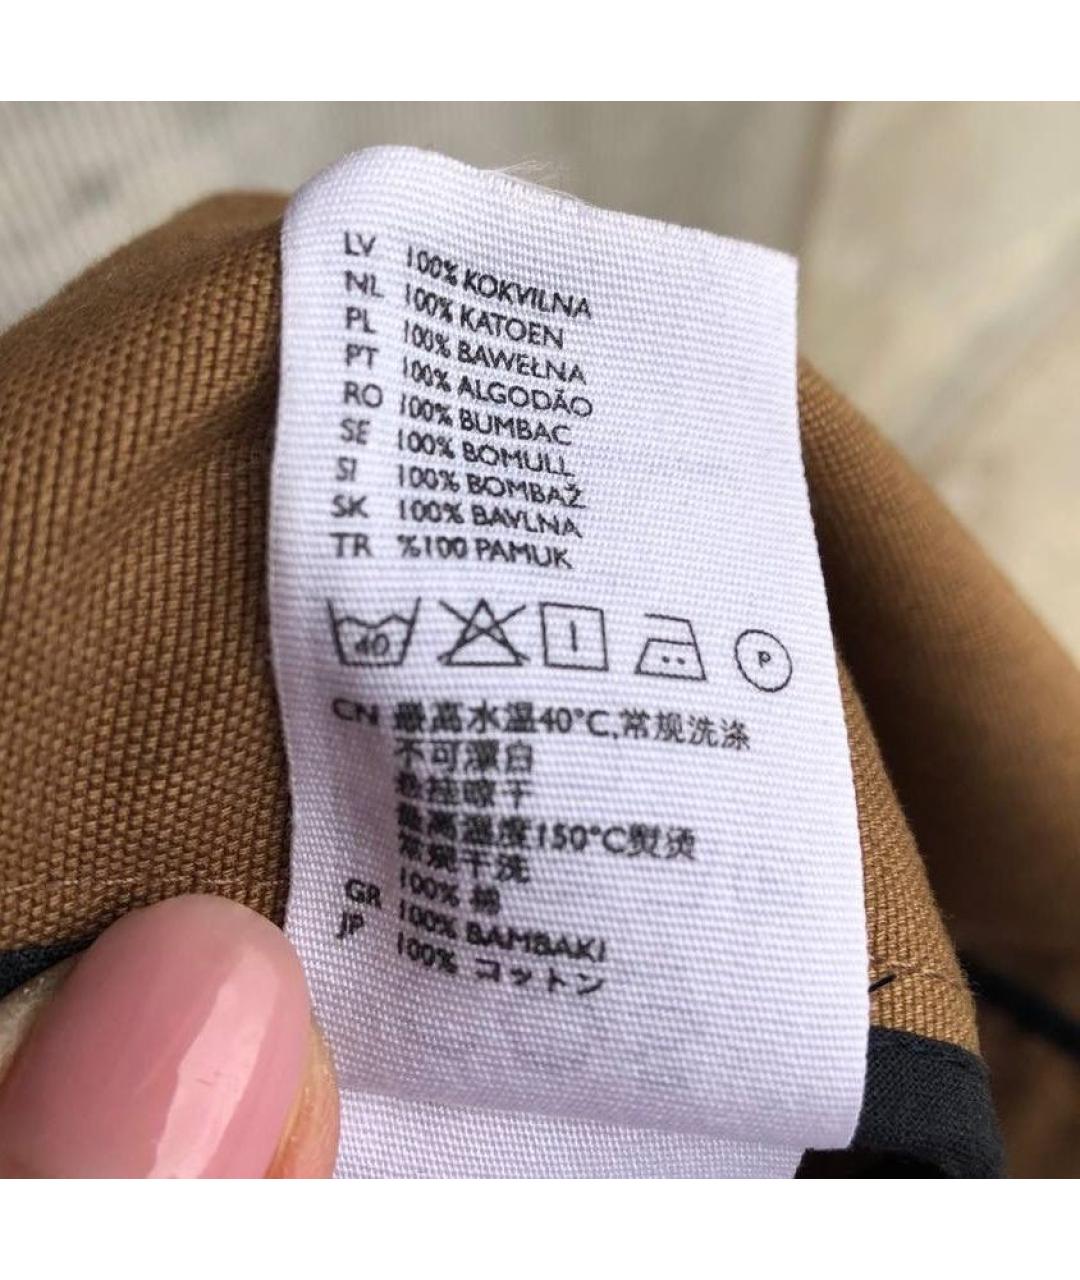 LV 100% KOKVILNA
NL 100% KATOEN
PL 100% BAWEŁNA
PT 100% ALGODÃO
RO 100% BUMBAC
SE 100% BOMULL
SI 100% BOMBAŽ
SK 100% BAVLNA
TR %100 PAMUK
40 P
CN 最高水温40°C,常规洗涤
不可漂白
悬挂晾干
最高温度150°C熨烫
常规干洗
100% 棉
GR 100% BAMBAKI
JP 100% コットン